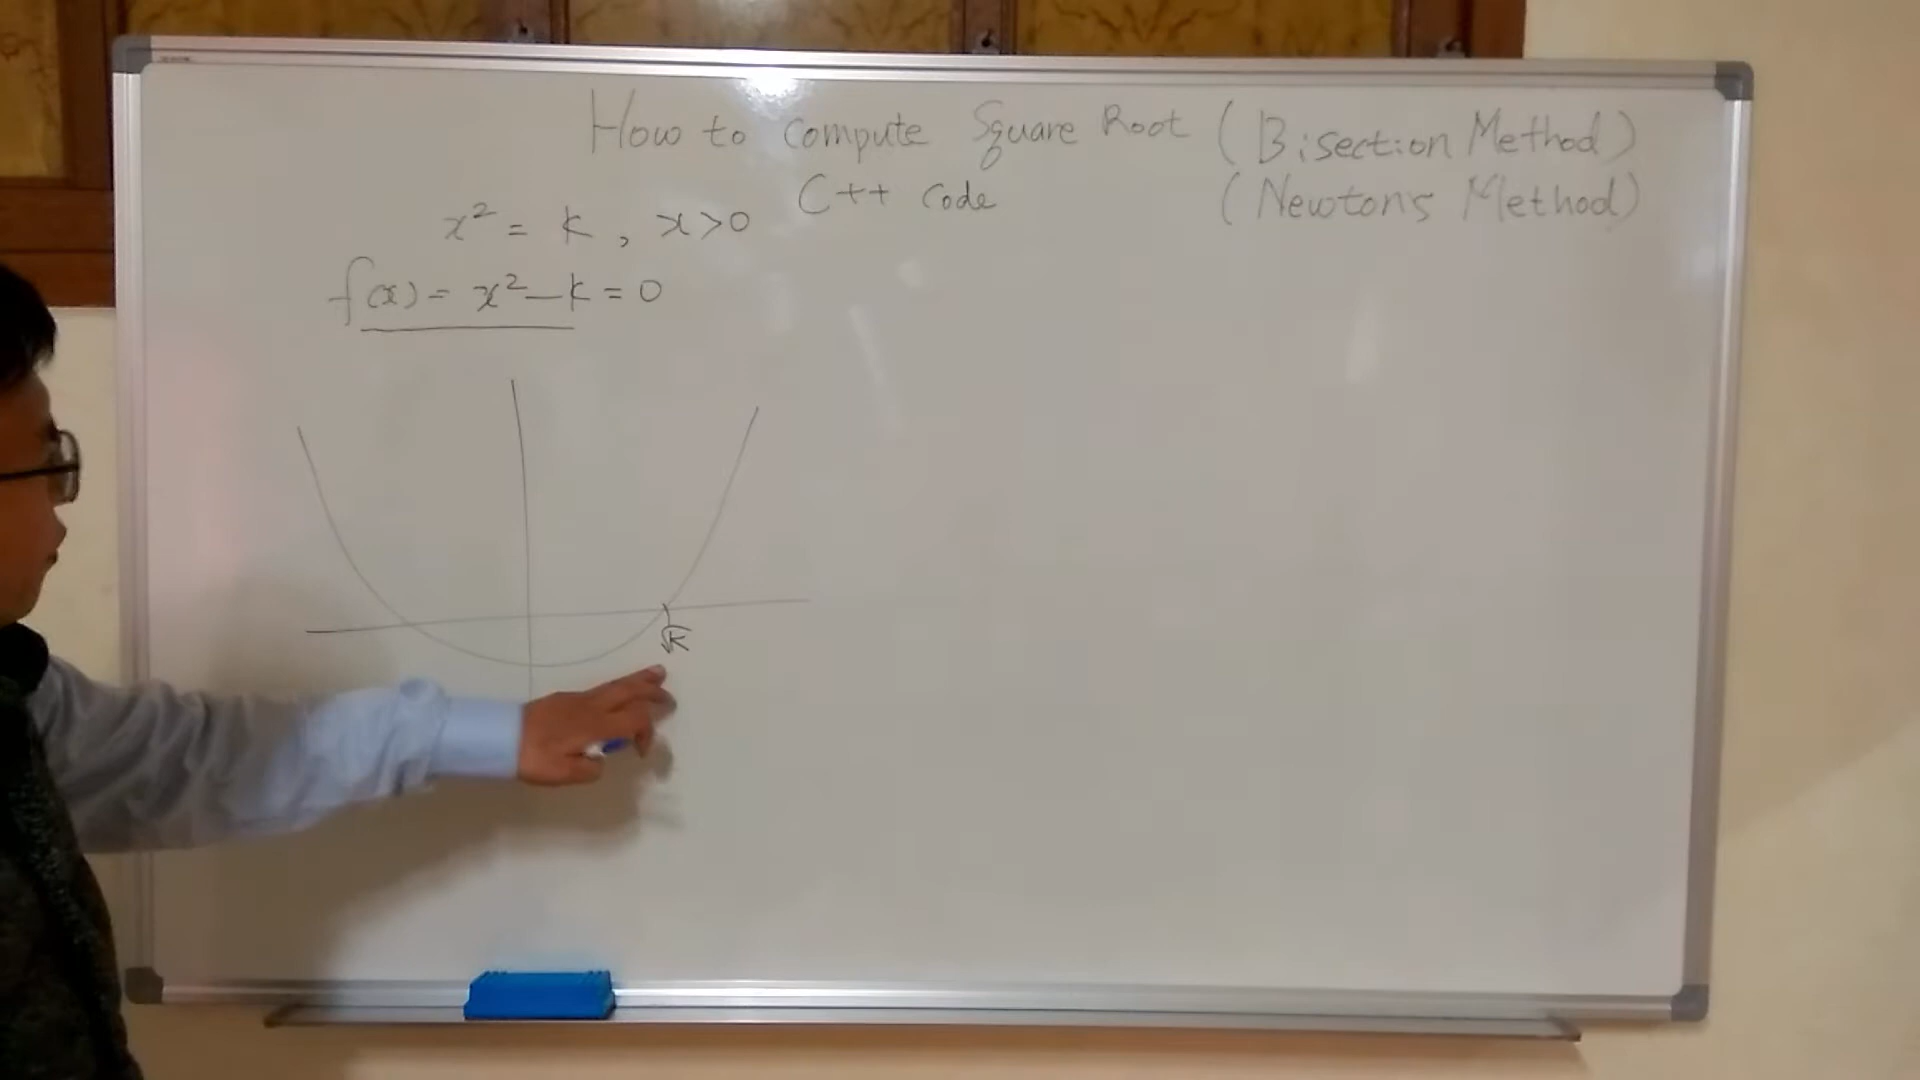 How to compute Square Root (Bisection Method)
C++ code (Newton's Method)
x² = k, x>0
f(x) = x² - k = 0
√k